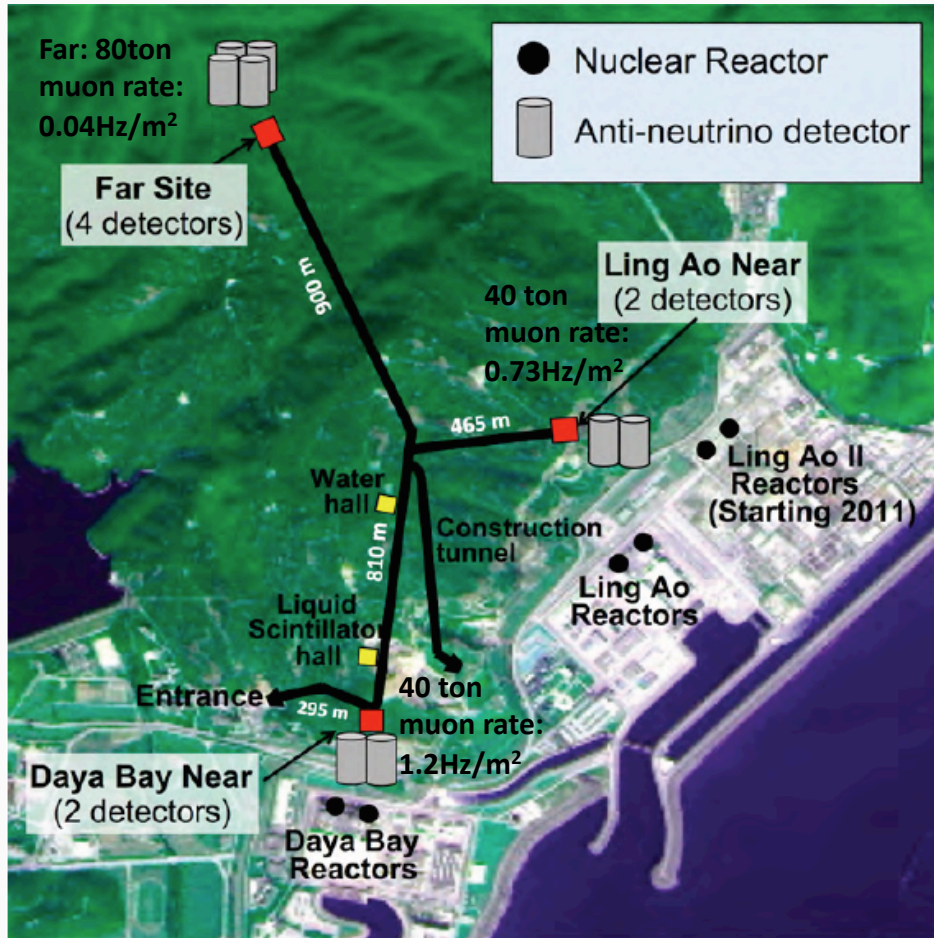 Far: 80ton
muon rate:
0.04Hz/m²
Nuclear Reactor
Anti-neutrino detector
Far Site
(4 detectors)
900 m
Ling Ao Near
(2 detectors)
40 ton
muon rate:
0.73Hz/m²
465 m
Ling Ao II
Reactors
(Starting 2011)
Water
hall
810 m
Construction
tunnel
Ling Ao
Reactors
Liquid
Scintillator
hall
Entrance
295 m
40 ton
muon rate:
1.2Hz/m²
Daya Bay Near
(2 detectors)
Daya Bay
Reactors